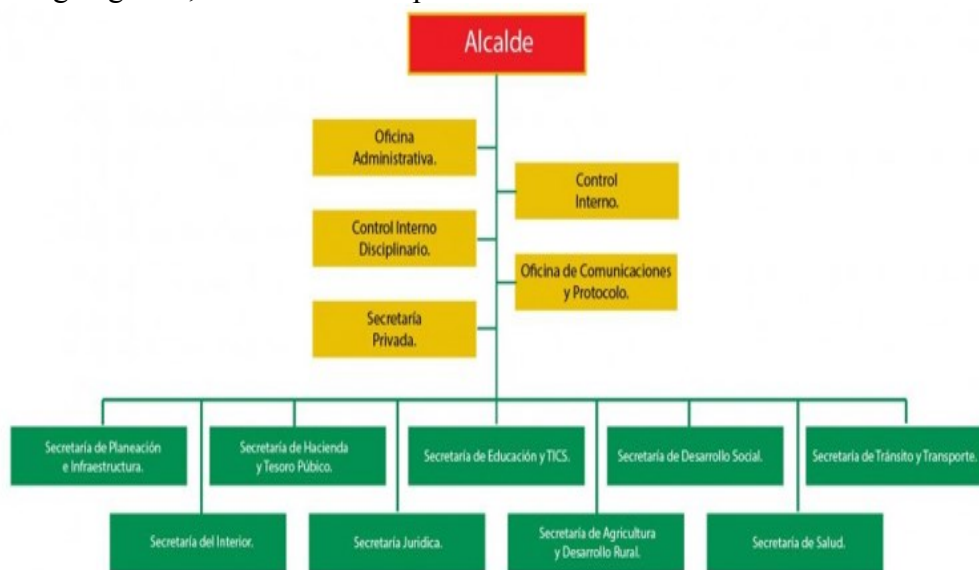 Alcalde
Oficina
Administrativa.
Control
Interno.
Control Interno
Disciplinario.
Oficina de Comunicaciones
y Protocolo.
Secretaría
Privada.
Secretaría de Planeación
e Infraestructura.
Secretaría de Hacienda
y Tesoro Púbico.
Secretaría de Educación y TICS.
Secretaría de Desarrollo Social.
Secretaría de Tránsito y Transporte.
Secretaría del Interior.
Secretaría Juridica.
Secretaría de Agricultura
y Desarrollo Rural.
Secretaría de Salud.